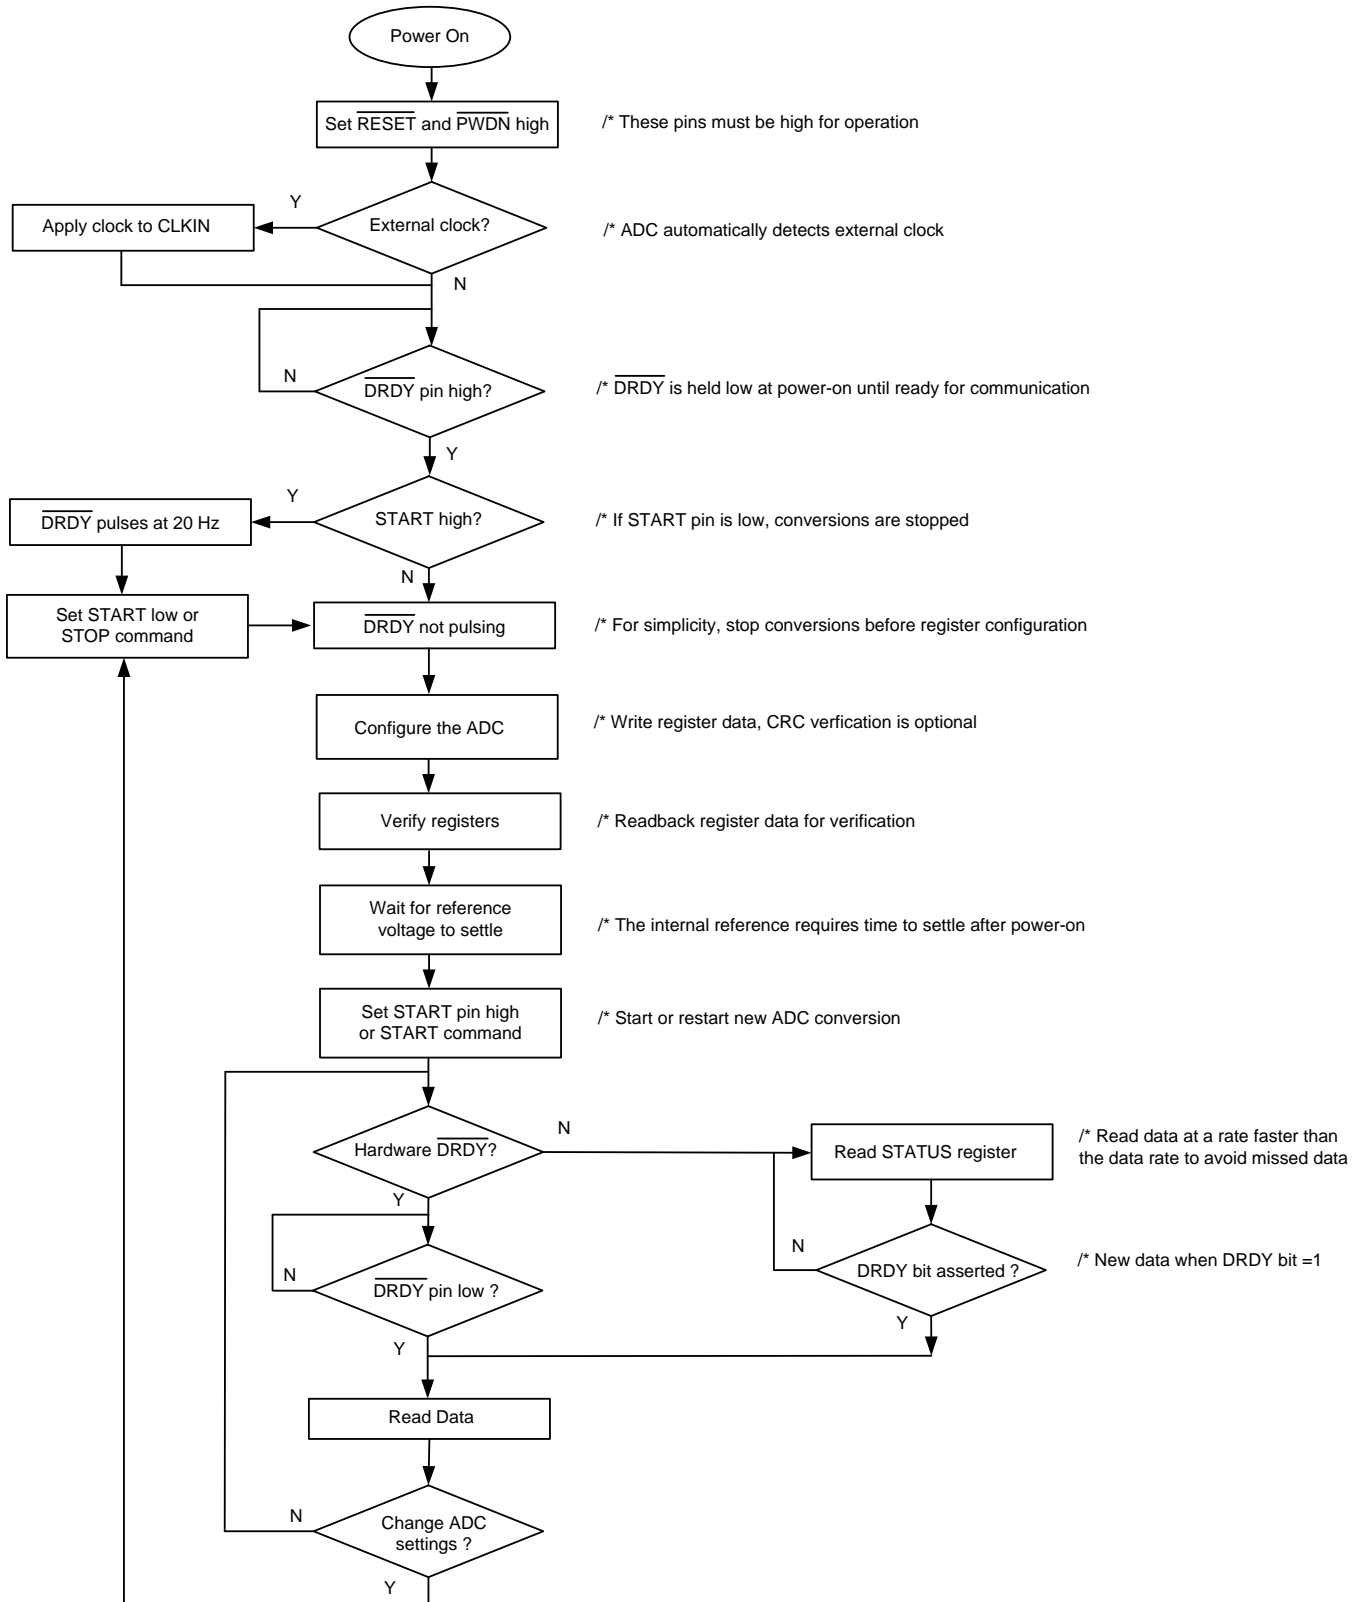 Power On
Set RESET and PWDN high
/* These pins must be high for operation
Y
Apply clock to CLKIN
External clock?
/* ADC automatically detects external clock
N
N
DRDY pin high?
/* DRDY is held low at power-on until ready for communication
Y
Y
DRDY pulses at 20 Hz
START high?
/* If START pin is low, conversions are stopped
N
Set START low or
STOP command
DRDY not pulsing
/* For simplicity, stop conversions before register configuration
Configure the ADC
/* Write register data, CRC verfication is optional
Verify registers
/* Readback register data for verification
Wait for reference
voltage to settle
/* The internal reference requires time to settle after power-on
Set START pin high
or START command
/* Start or restart new ADC conversion
Hardware DRDY?
N
Read STATUS register
/* Read data at a rate faster than
the data rate to avoid missed data
Y
N
DRDY pin low ?
N
DRDY bit asserted ?
/* New data when DRDY bit =1
Y
Y
Read Data
N
Change ADC
settings ?
Y